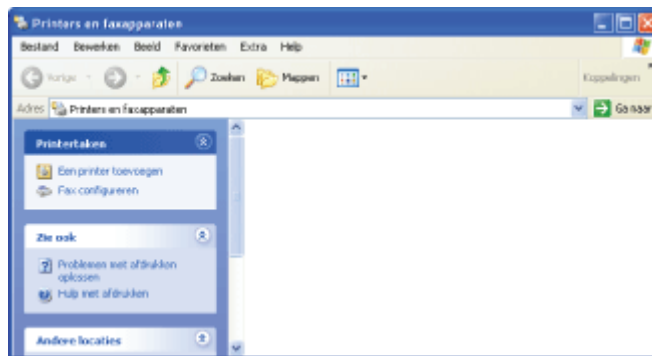 Printers en faxapparaten
Bestand Bewerken Beeld Favorieten Extra Help
Vorige Zoeken Mappen Koppelingen
Adres Printers en faxapparaten Ga naar
Printertaken
Een printer toevoegen
Fax configureren
Zie ook
Problemen met afdrukken
oplossen
Hulp met afdrukken
Andere locaties